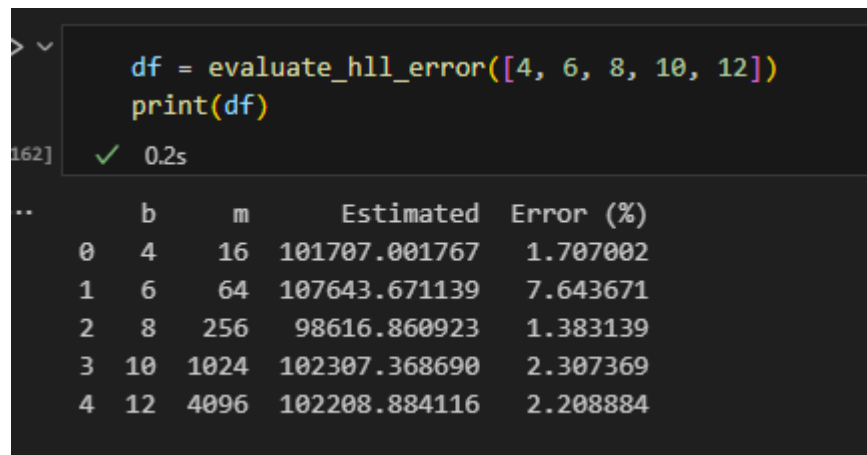 df = evaluate_hll_error([4, 6, 8, 10, 12])
print(df)
162] ✓ 0.2s
...
b m Estimated Error (%)
0 4 16 101707.001767 1.707002
1 6 64 107643.671139 7.643671
2 8 256 98616.860923 1.383139
3 10 1024 102307.368690 2.307369
4 12 4096 102208.884116 2.208884